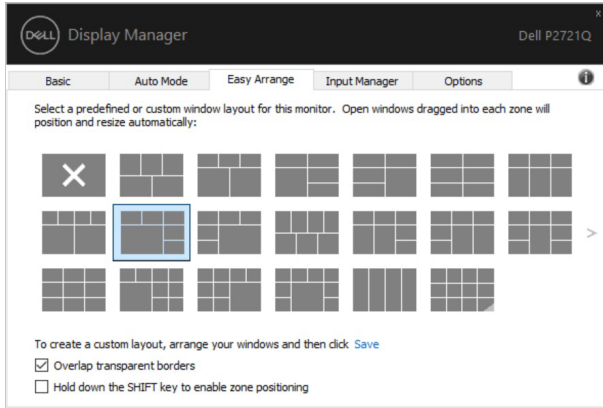 x
DELL Display Manager
Dell P2721Q
Basic Auto Mode Easy Arrange Input Manager Options
Select a predefined or custom window layout for this monitor. Open windows dragged into each zone will
position and resize automatically:
To create a custom layout, arrange your windows and then click Save
Overlap transparent borders
Hold down the SHIFT key to enable zone positioning